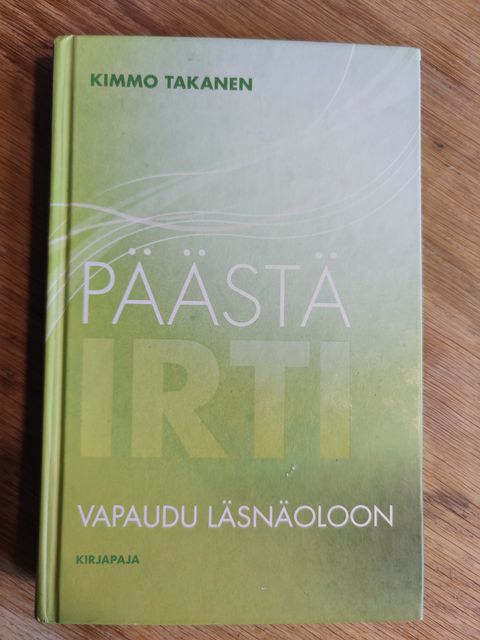 KIMMO TAKANEN
PÄÄSTÄ
IRTI
VAPAUDU LÄSNÄOLOON
KIRJAPAJA